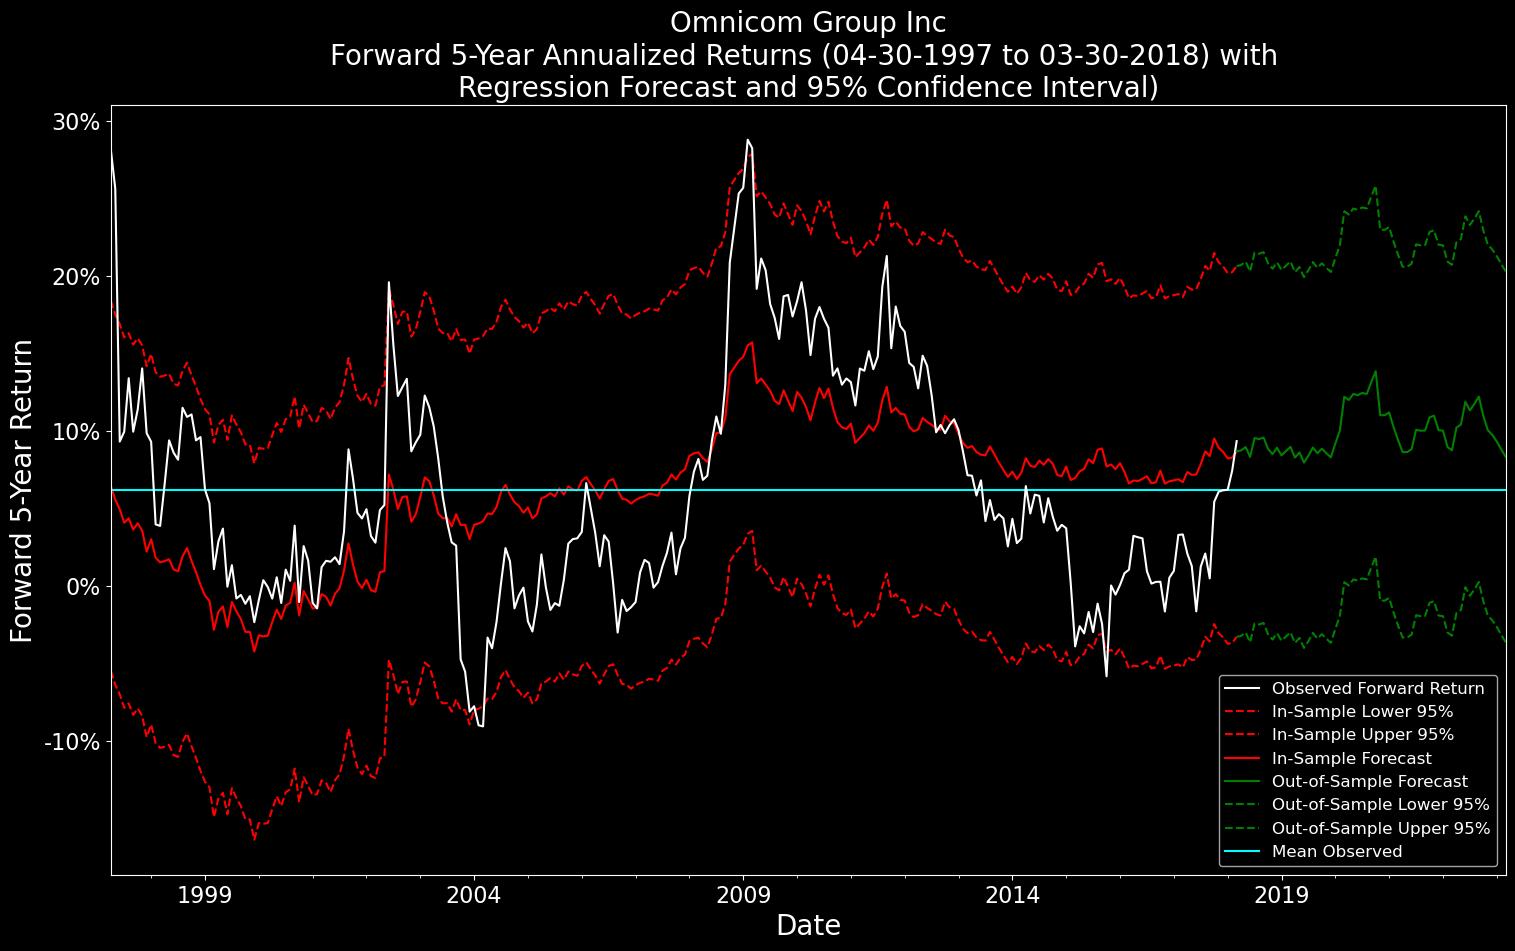 Omnicom Group Inc
Forward 5-Year Annualized Returns (04-30-1997 to 03-30-2018) with
Regression Forecast and 95% Confidence Interval)
Forward 5-Year Return
30%
20%
10%
0%
-10%
Observed Forward Return
In-Sample Lower 95%
In-Sample Upper 95%
In-Sample Forecast
Out-of-Sample Forecast
Out-of-Sample Lower 95%
Out-of-Sample Upper 95%
Mean Observed
1999
2004
2009
2014
2019
Date